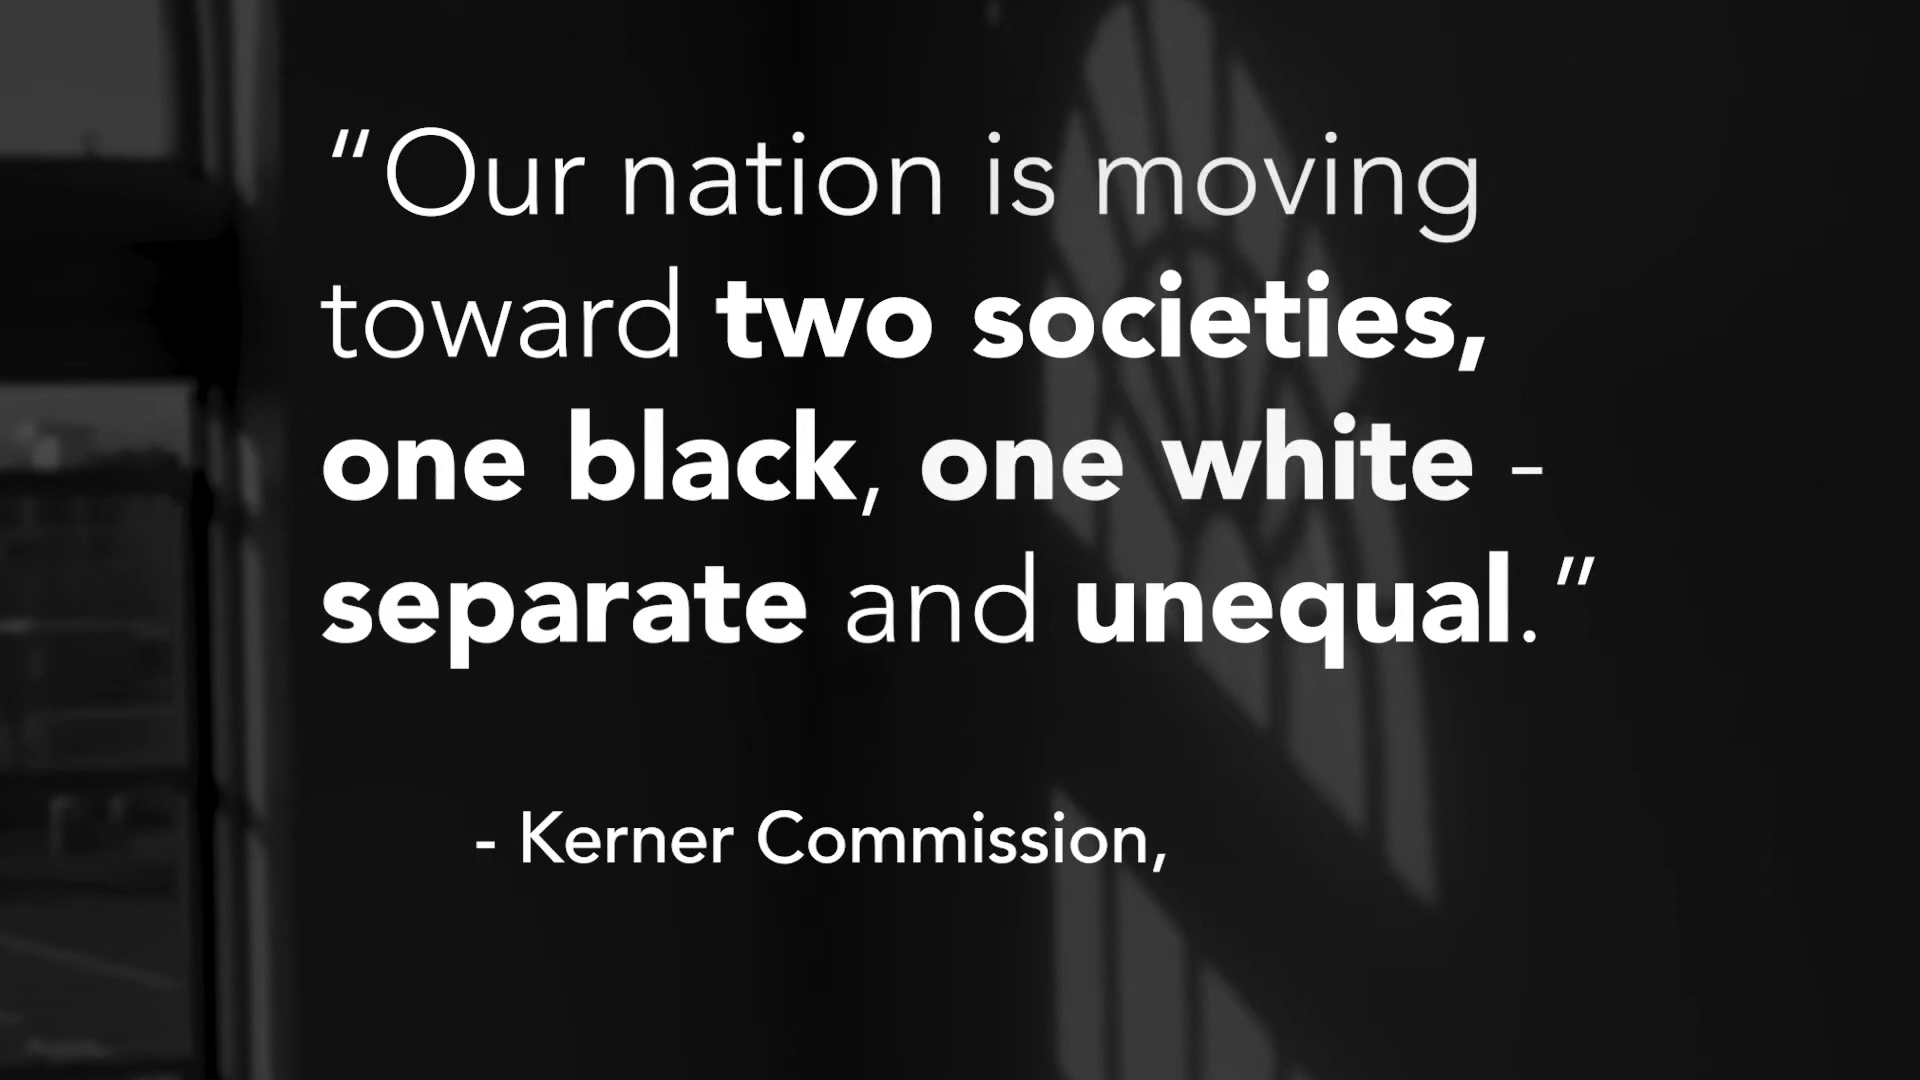 “Our nation is moving
toward two societies,
one black, one white -
separate and unequal.”
- Kerner Commission,